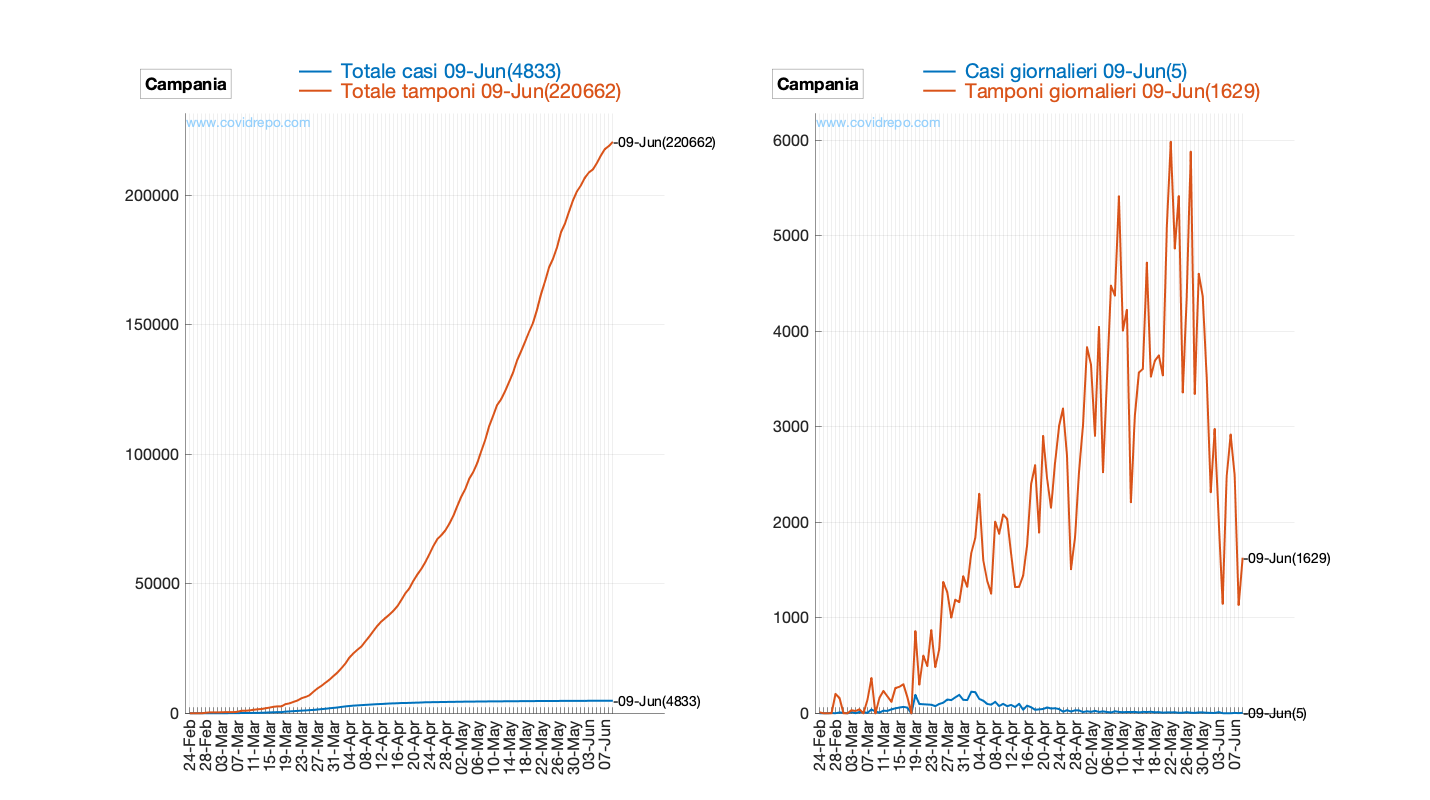 Campania
Totale casi 09-Jun(4833)
Totale tamponi 09-Jun(220662)
www.covidrepo.com
09-Jun(220662)
200000
150000
100000
50000
0
09-Jun(4833)
24-Feb
28-Feb
03-Mar
07-Mar
11-Mar
15-Mar
19-Mar
23-Mar
27-Mar
31-Mar
04-Apr
08-Apr
12-Apr
16-Apr
20-Apr
24-Apr
28-Apr
02-May
06-May
10-May
14-May
18-May
22-May
26-May
30-May
03-Jun
07-Jun
Campania
Casi giornalieri 09-Jun(5)
Tamponi giornalieri 09-Jun(1629)
www.covidrepo.com
6000
5000
4000
3000
2000
1000
0
09-Jun(1629)
09-Jun(5)
24-Feb
28-Feb
03-Mar
07-Mar
11-Mar
15-Mar
19-Mar
23-Mar
27-Mar
31-Mar
04-Apr
08-Apr
12-Apr
16-Apr
20-Apr
24-Apr
28-Apr
02-May
06-May
10-May
14-May
18-May
22-May
26-May
30-May
03-Jun
07-Jun